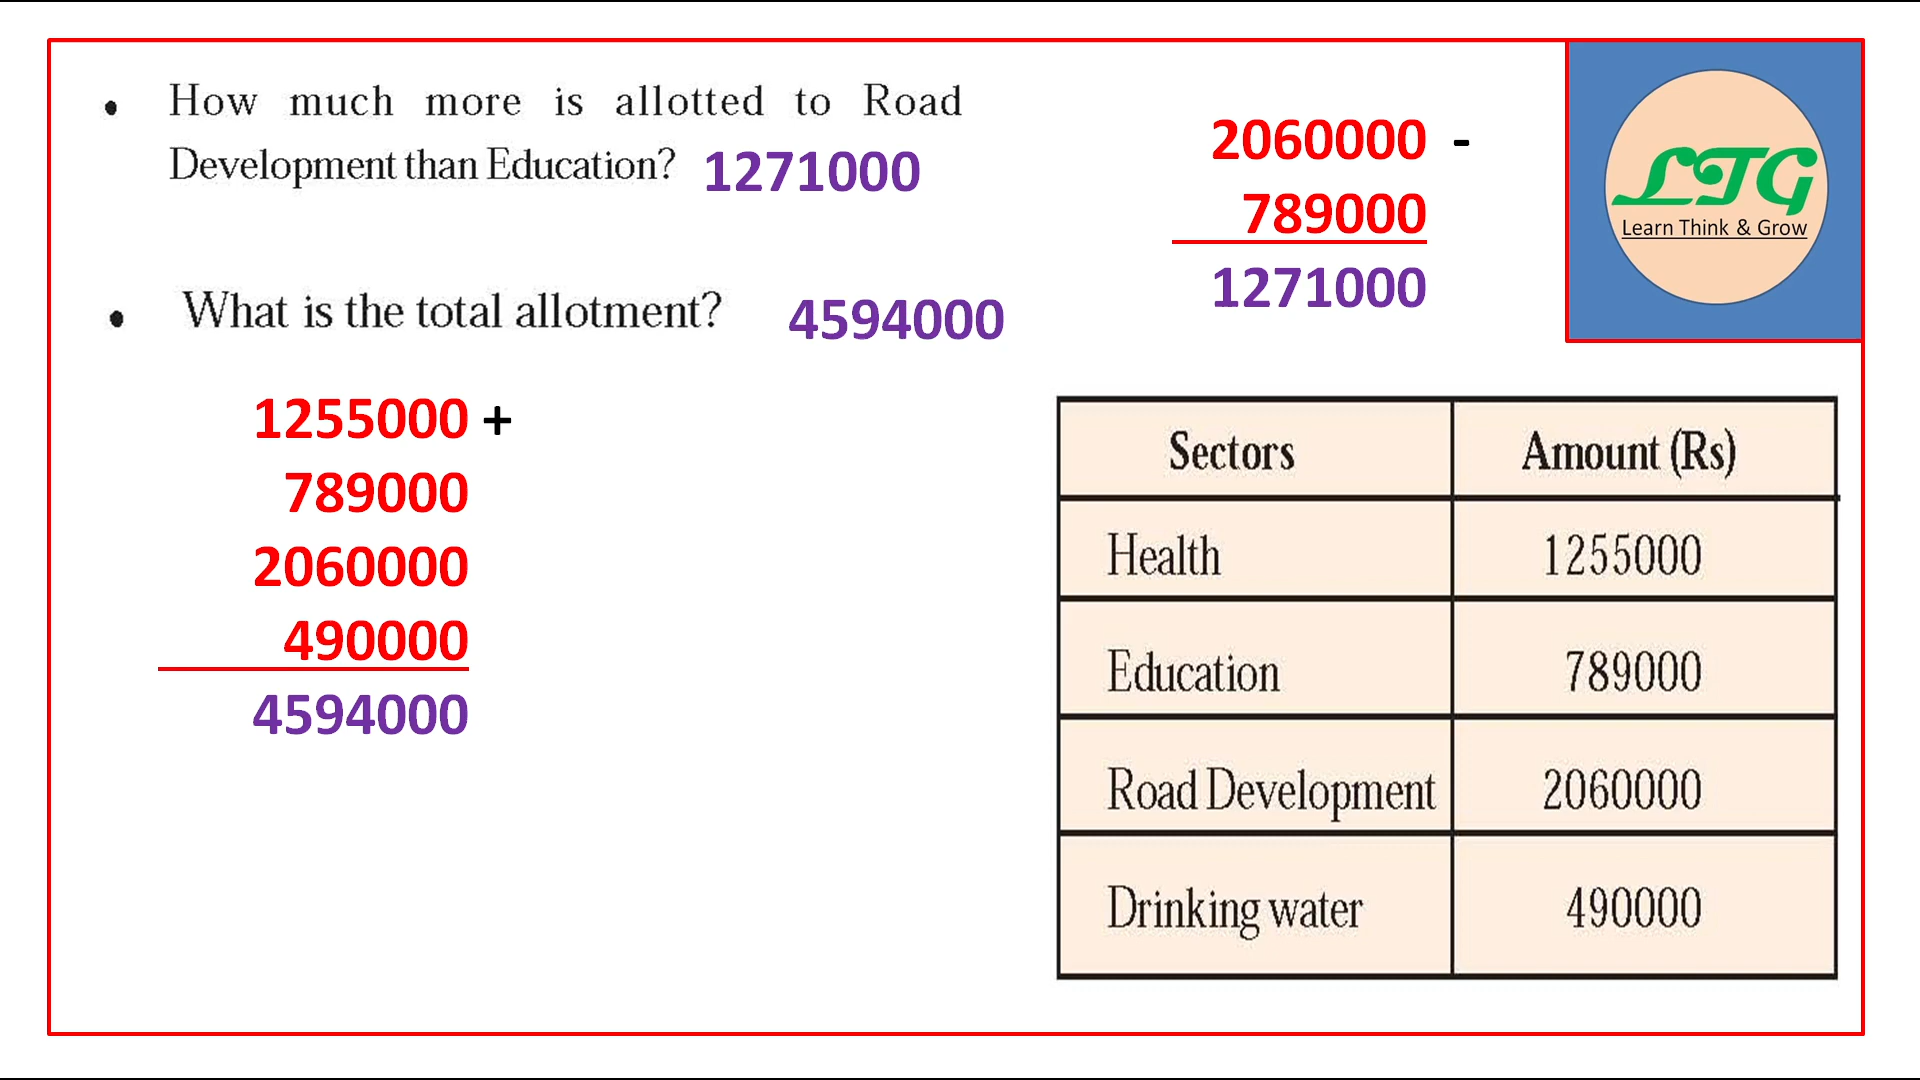 • How much more is allotted to Road
Development than Education? 1271000
2060000 -
789000
1271000
LTG
Learn Think & Grow
• What is the total allotment? 4594000
1255000 +
789000
2060000
490000
4594000
Sectors Amount (Rs)
Health 1255000
Education 789000
Road Development 2060000
Drinking water 490000